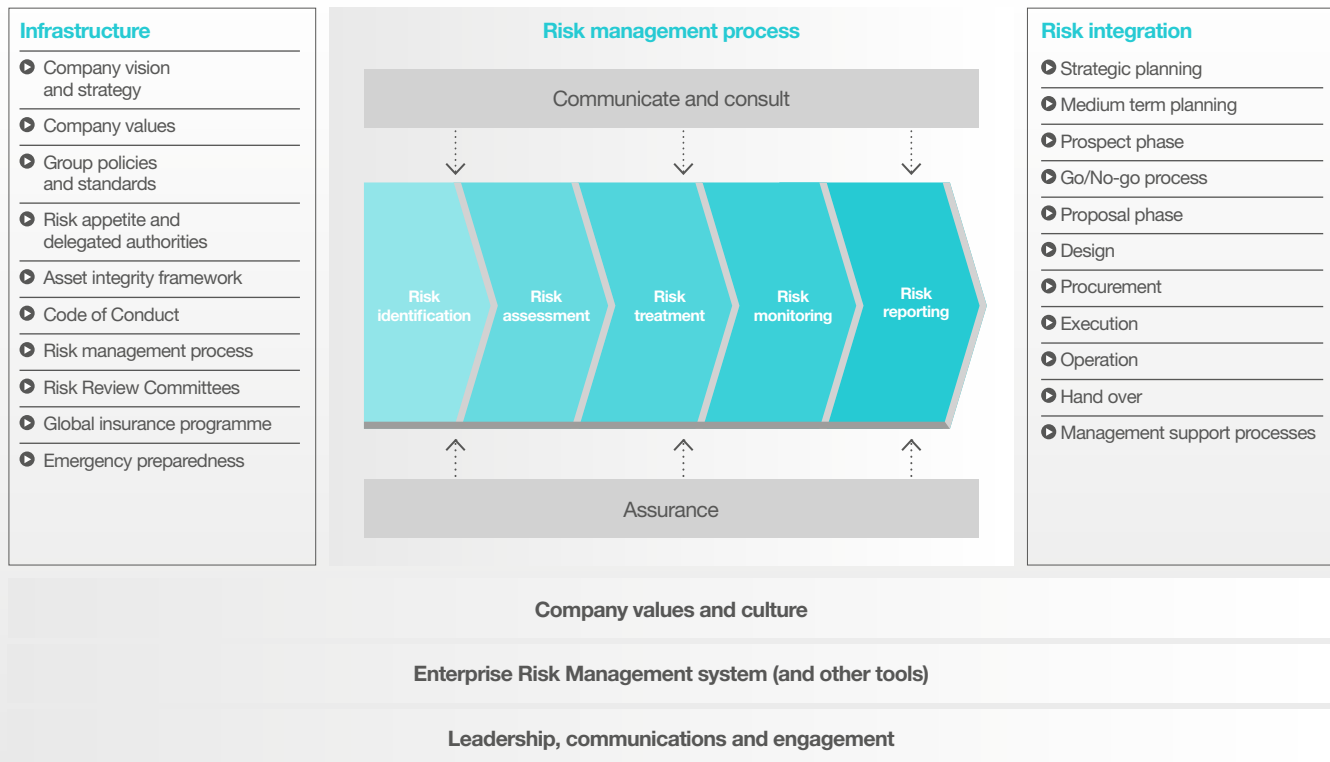 Infrastructure
Company vision
and strategy
Company values
Group policies
and standards
Risk appetite and
delegated authorities
Asset integrity framework
Code of Conduct
Risk management process
Risk Review Committees
Global insurance programme
Emergency preparedness
Risk management process
Communicate and consult
Risk
identification
Risk
assessment
Risk
treatment
Risk
monitoring
Risk
reporting
Assurance
Risk integration
Strategic planning
Medium term planning
Prospect phase
Go/No-go process
Proposal phase
Design
Procurement
Execution
Operation
Hand over
Management support processes
Company values and culture
Enterprise Risk Management system (and other tools)
Leadership, communications and engagement